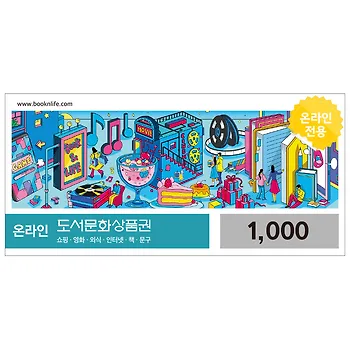 www.booknlife.com
온라인
전용
MOVIE
온라인 도서문화상품권
쇼핑·영화·외식·인터넷·책·문구
1,000